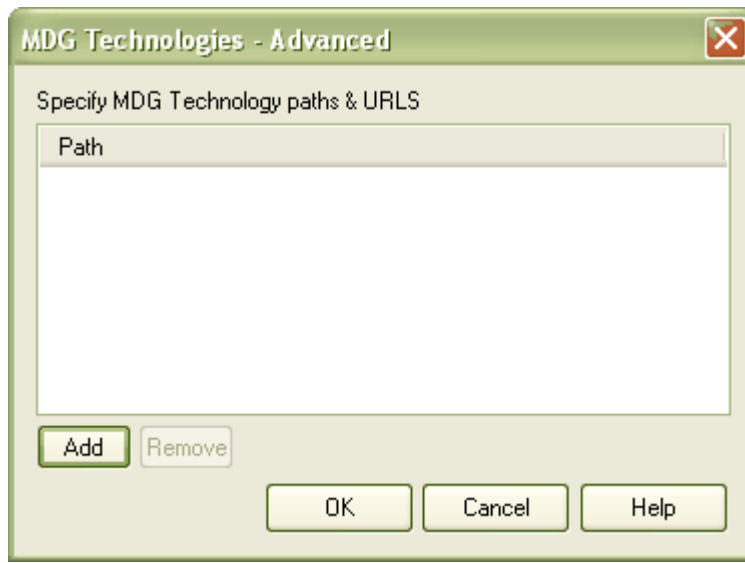 MDG Technologies - Advanced
Specify MDG Technology paths & URLS
Path
Add Remove
OK Cancel Help